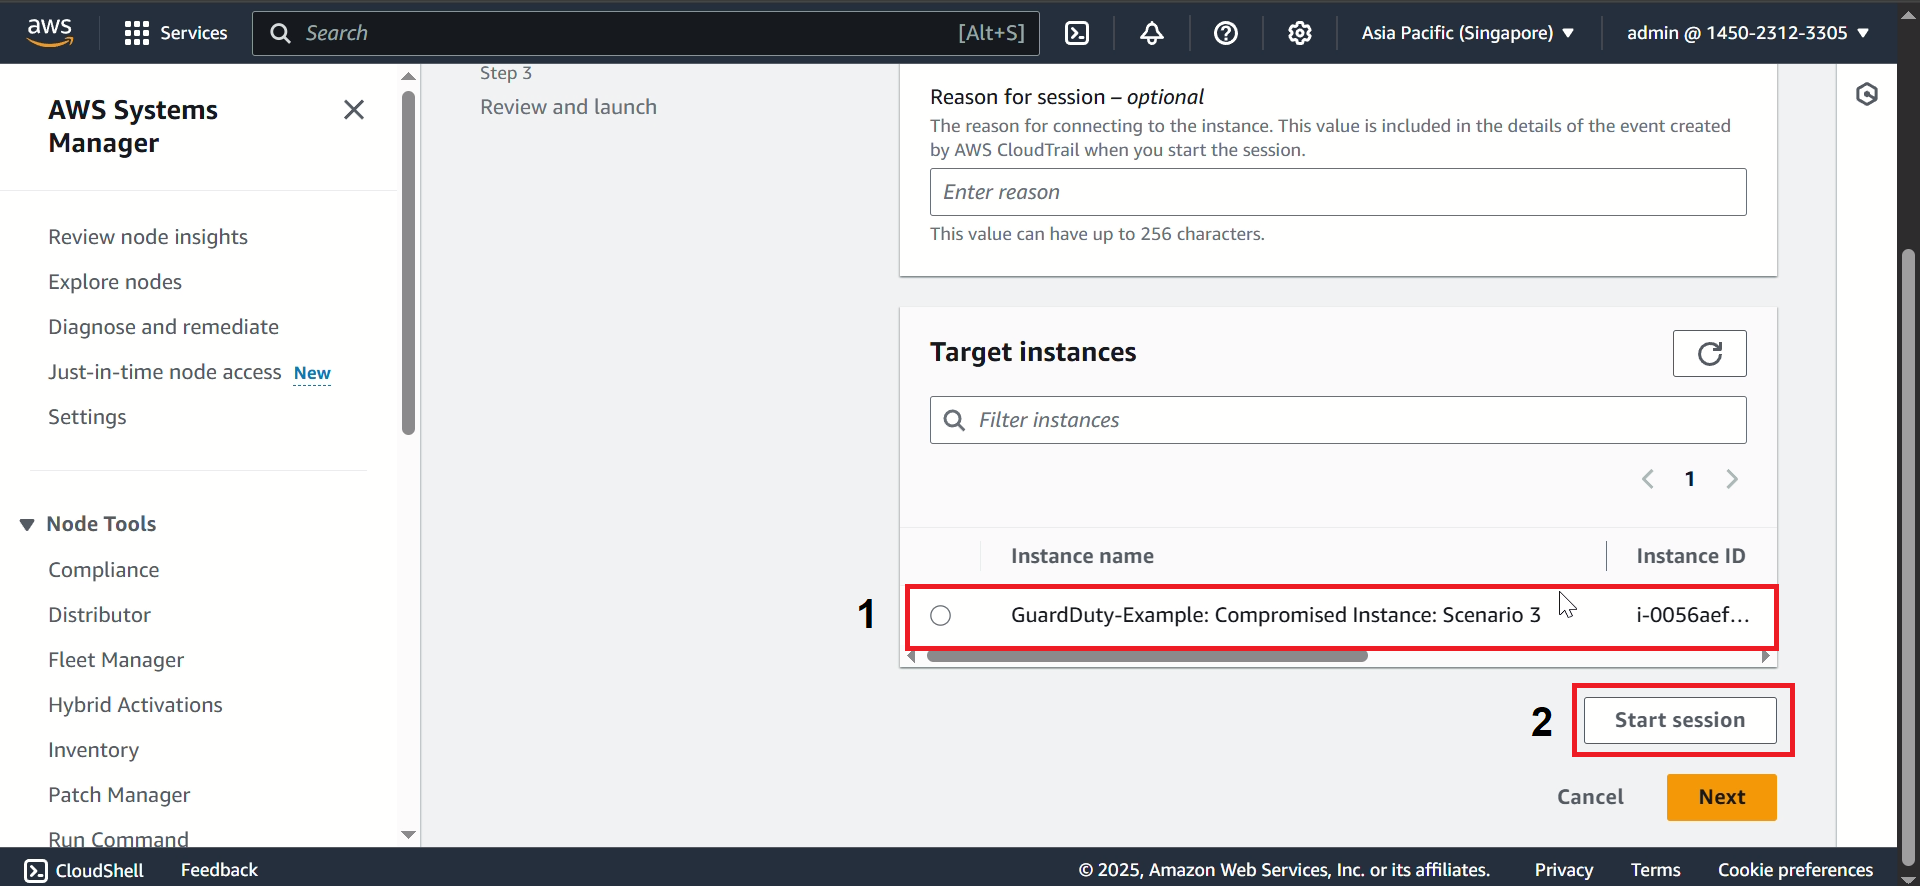 aws
Services
Search
[Alt+S]
Asia Pacific (Singapore)
admin @ 1450-2312-3305
AWS Systems
Manager
Review node insights
Explore nodes
Diagnose and remediate
Just-in-time node access New
Settings
Node Tools
Compliance
Distributor
Fleet Manager
Hybrid Activations
Inventory
Patch Manager
Run Command
Step 3
Review and launch
Reason for session – optional
The reason for connecting to the instance. This value is included in the details of the event created
by AWS CloudTrail when you start the session.
Enter reason
This value can have up to 256 characters.
Target instances
Filter instances
1
Instance name
Instance ID
1
GuardDuty-Example: Compromised Instance: Scenario 3
i-0056aef...
2
Start session
Cancel
Next
CloudShell
Feedback
© 2025, Amazon Web Services, Inc. or its affiliates.
Privacy
Terms
Cookie preferences